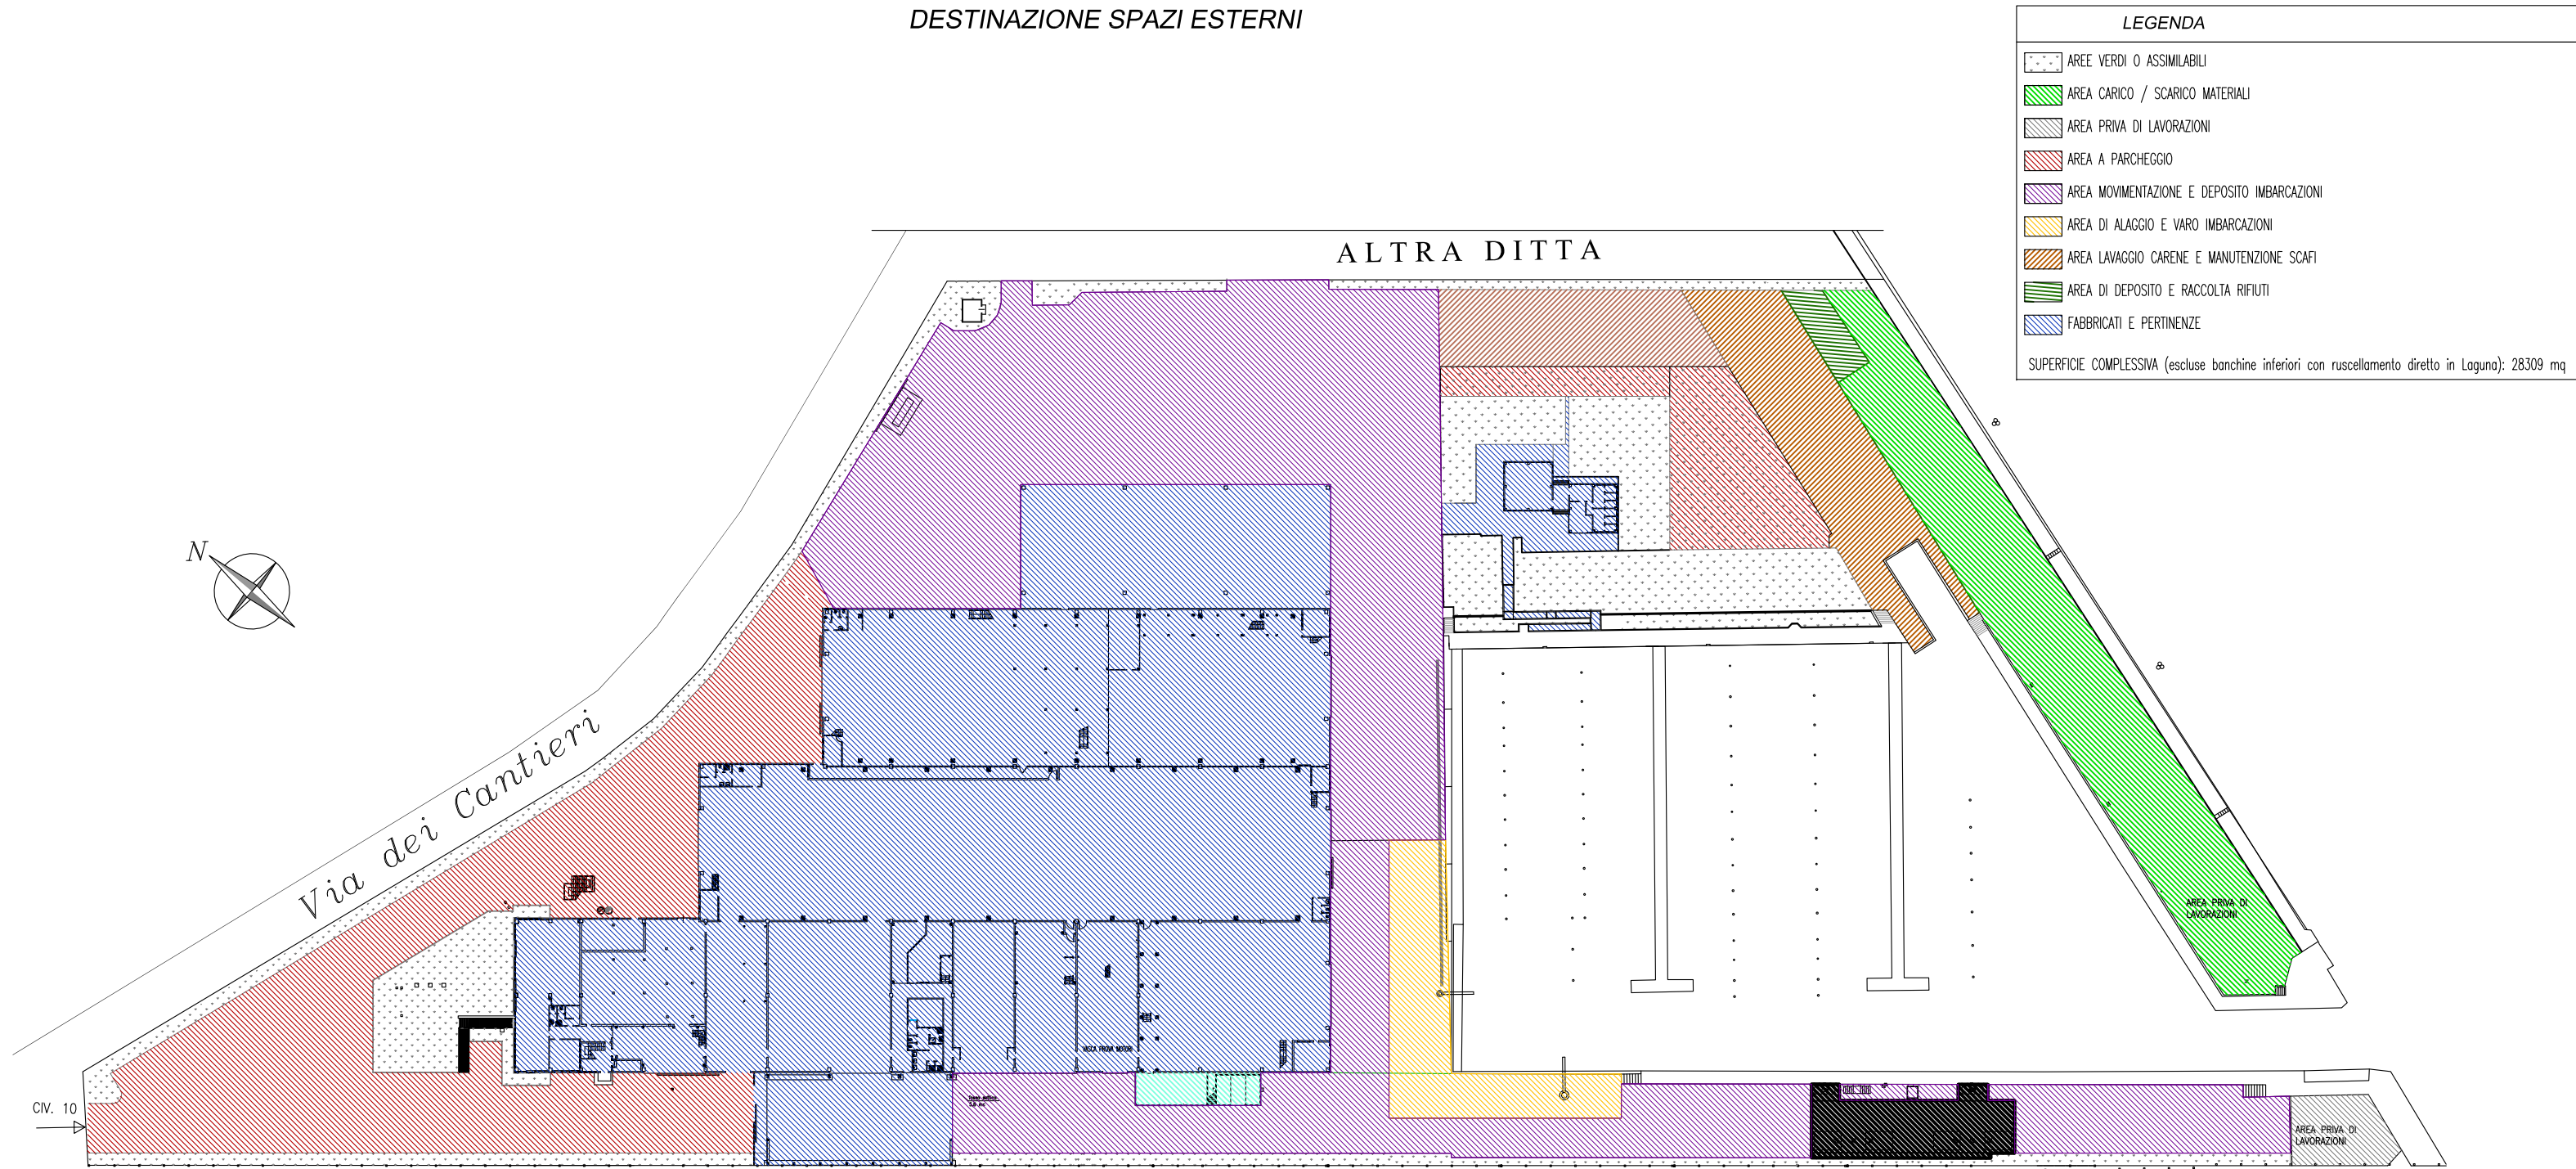 DESTINAZIONE SPAZI ESTERNI
LEGENDA
AREE VERDI O ASSIMILABILI
AREA CARICO / SCARICO MATERIALI
AREA PRIVA DI LAVORAZIONI
AREA A PARCHEGGIO
AREA MOVIMENTAZIONE E DEPOSITO IMBARCAZIONI
AREA DI ALAGGIO E VARO IMBARCAZIONI
AREA LAVAGGIO CARENE E MANUTENZIONE SCAFI
AREA DI DEPOSITO E RACCOLTA RIFIUTI
FABBRICATI E PERTINENZE
SUPERFICIE COMPLESSIVA (escluse banchine inferiori con ruscellamento diretto in Laguna): 28309 mq
ALTRA DITTA
N
Via dei Cantieri
AREA PRIVA DI
LAVORAZIONI
VASCA PROVA MOTORI
CIV. 10
AREA PRIVA DI
LAVORAZIONI